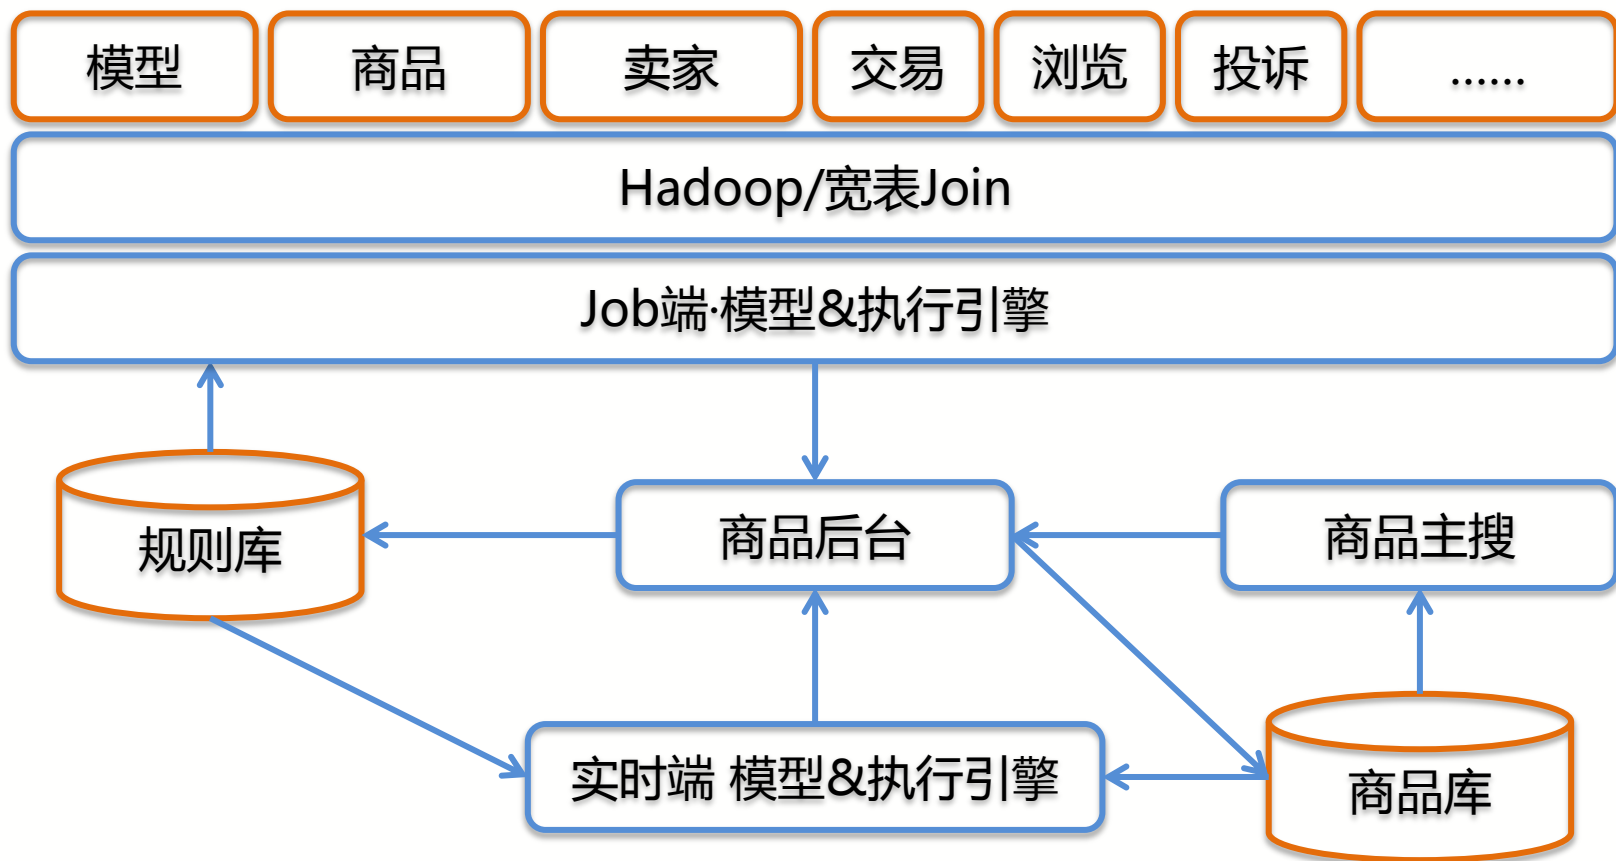 模型
商品
卖家
交易
浏览
投诉
......
Hadoop/宽表Join
Job端·模型&执行引擎
规则库
商品后台
商品主搜
实时端 模型&执行引擎
商品库